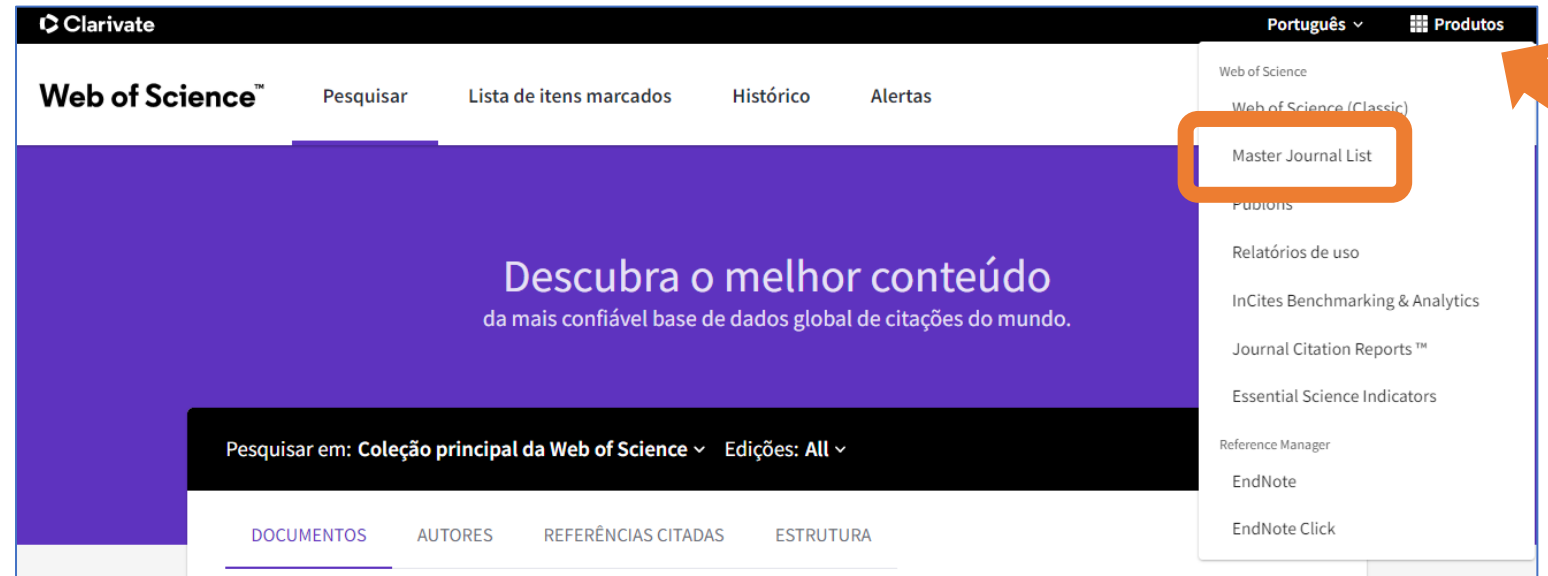 Clarivate
Português
Produtos
Web of Science™
Pesquisar
Lista de itens marcados
Histórico
Alertas
Web of Science
Web of Science (Classic)
Master Journal List
Publons
Relatórios de uso
InCites Benchmarking & Analytics
Journal Citation Reports ™
Essential Science Indicators
Reference Manager
EndNote
EndNote Click
Descubra o melhor conteúdo
da mais confiável base de dados global de citações do mundo.
Pesquisar em: Coleção principal da Web of Science Edições: All
DOCUMENTOS
AUTORES
REFERÊNCIAS CITADAS
ESTRUTURA